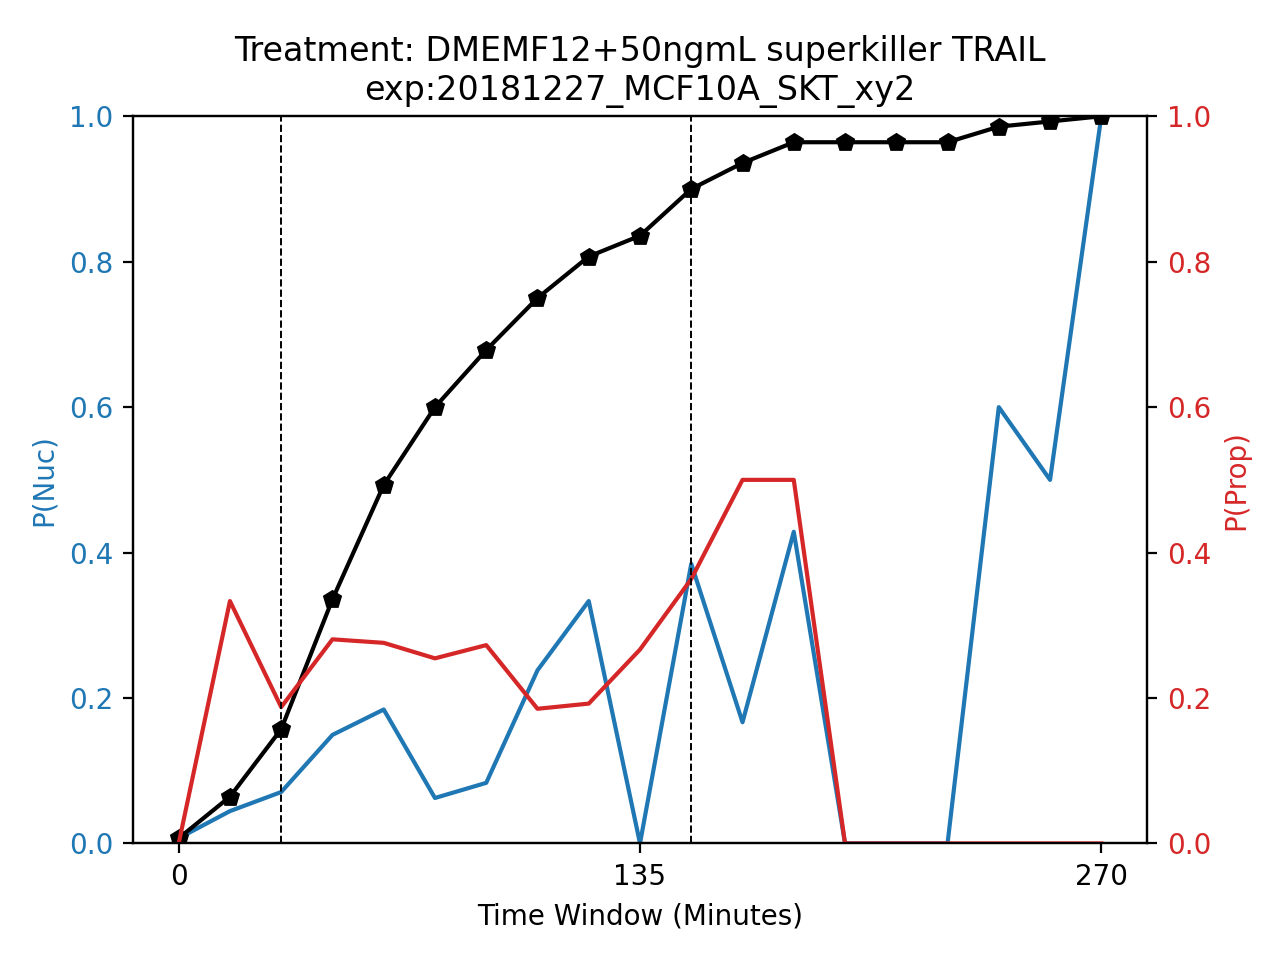 Treatment: DMEMF12+50ngmL superkiller TRAIL
exp:20181227_MCF10A_SKT_xy2
1.0
0.8
0.6
0.4
0.2
0.0
P(Nuc)
1.0
0.8
0.6
0.4
0.2
0.0
P(Prop)
0 135 270
Time Window (Minutes)